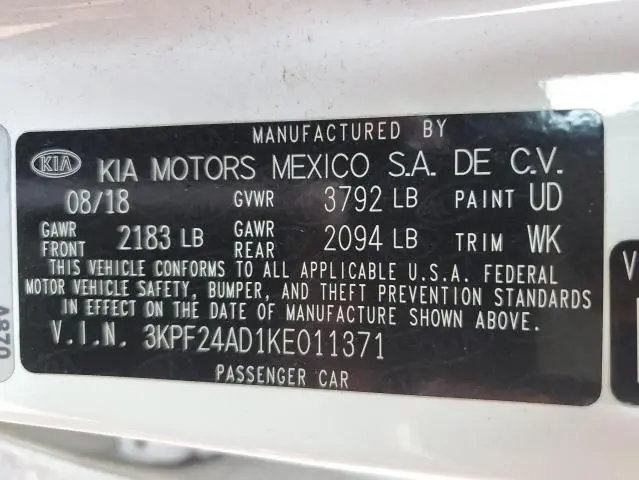 MANUFACTURED BY
KIA KIA MOTORS MEXICO S.A. DE C.V.
08/18 GVWR 3792 LB PAINT UD
GAWR FRONT 2183 LB GAWR REAR 2094 LB TRIM WK
THIS VEHICLE CONFORMS TO ALL APPLICABLE U.S.A. FEDERAL
MOTOR VEHICLE SAFETY, BUMPER, AND THEFT PREVENTION STANDARDS
IN EFFECT ON THE DATE OF MANUFACTURE SHOWN ABOVE.
V.I.N. 3KPF24AD1KE011371
PASSENGER CAR
A870
V